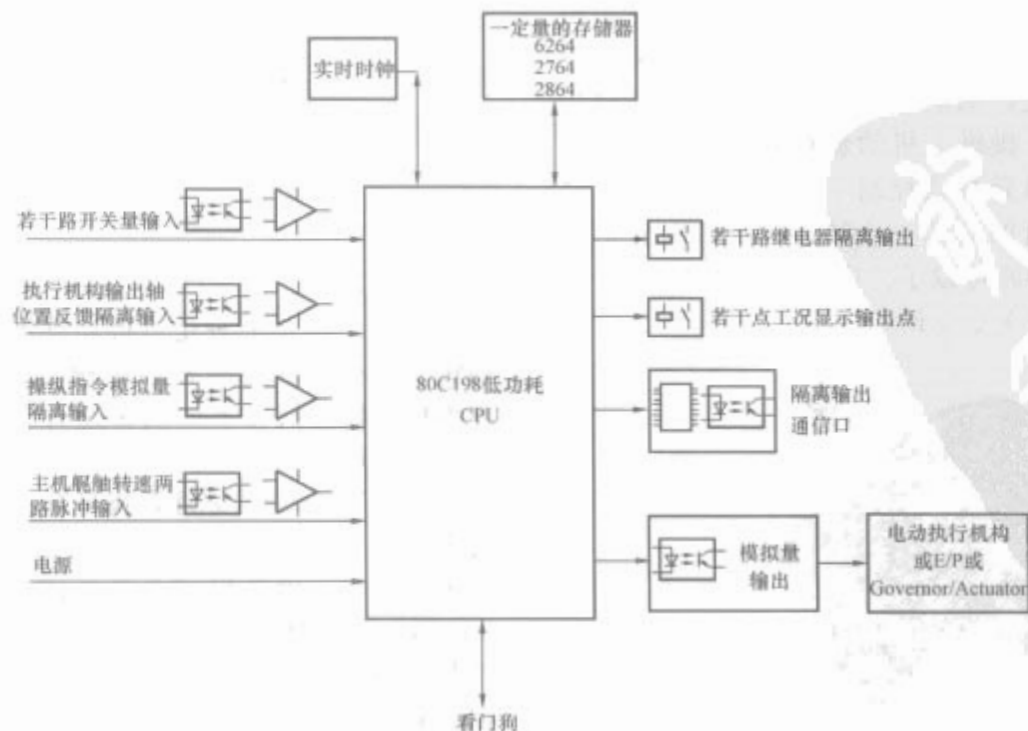 一定量的存储器
6264
2764
2864
实时时钟
若干路开关量输入
执行机构输出轴
位置反馈隔离输入
操纵指令模拟量
隔离输入
主机艉舢转速两
路脉冲输入
电源
80C198低功耗
CPU
若干路继电器隔离输出
若干点工况显示输出点
隔离输出
通信口
模拟量
输出
电动执行机构
或E/P或
Governor/Actuator
看门狗